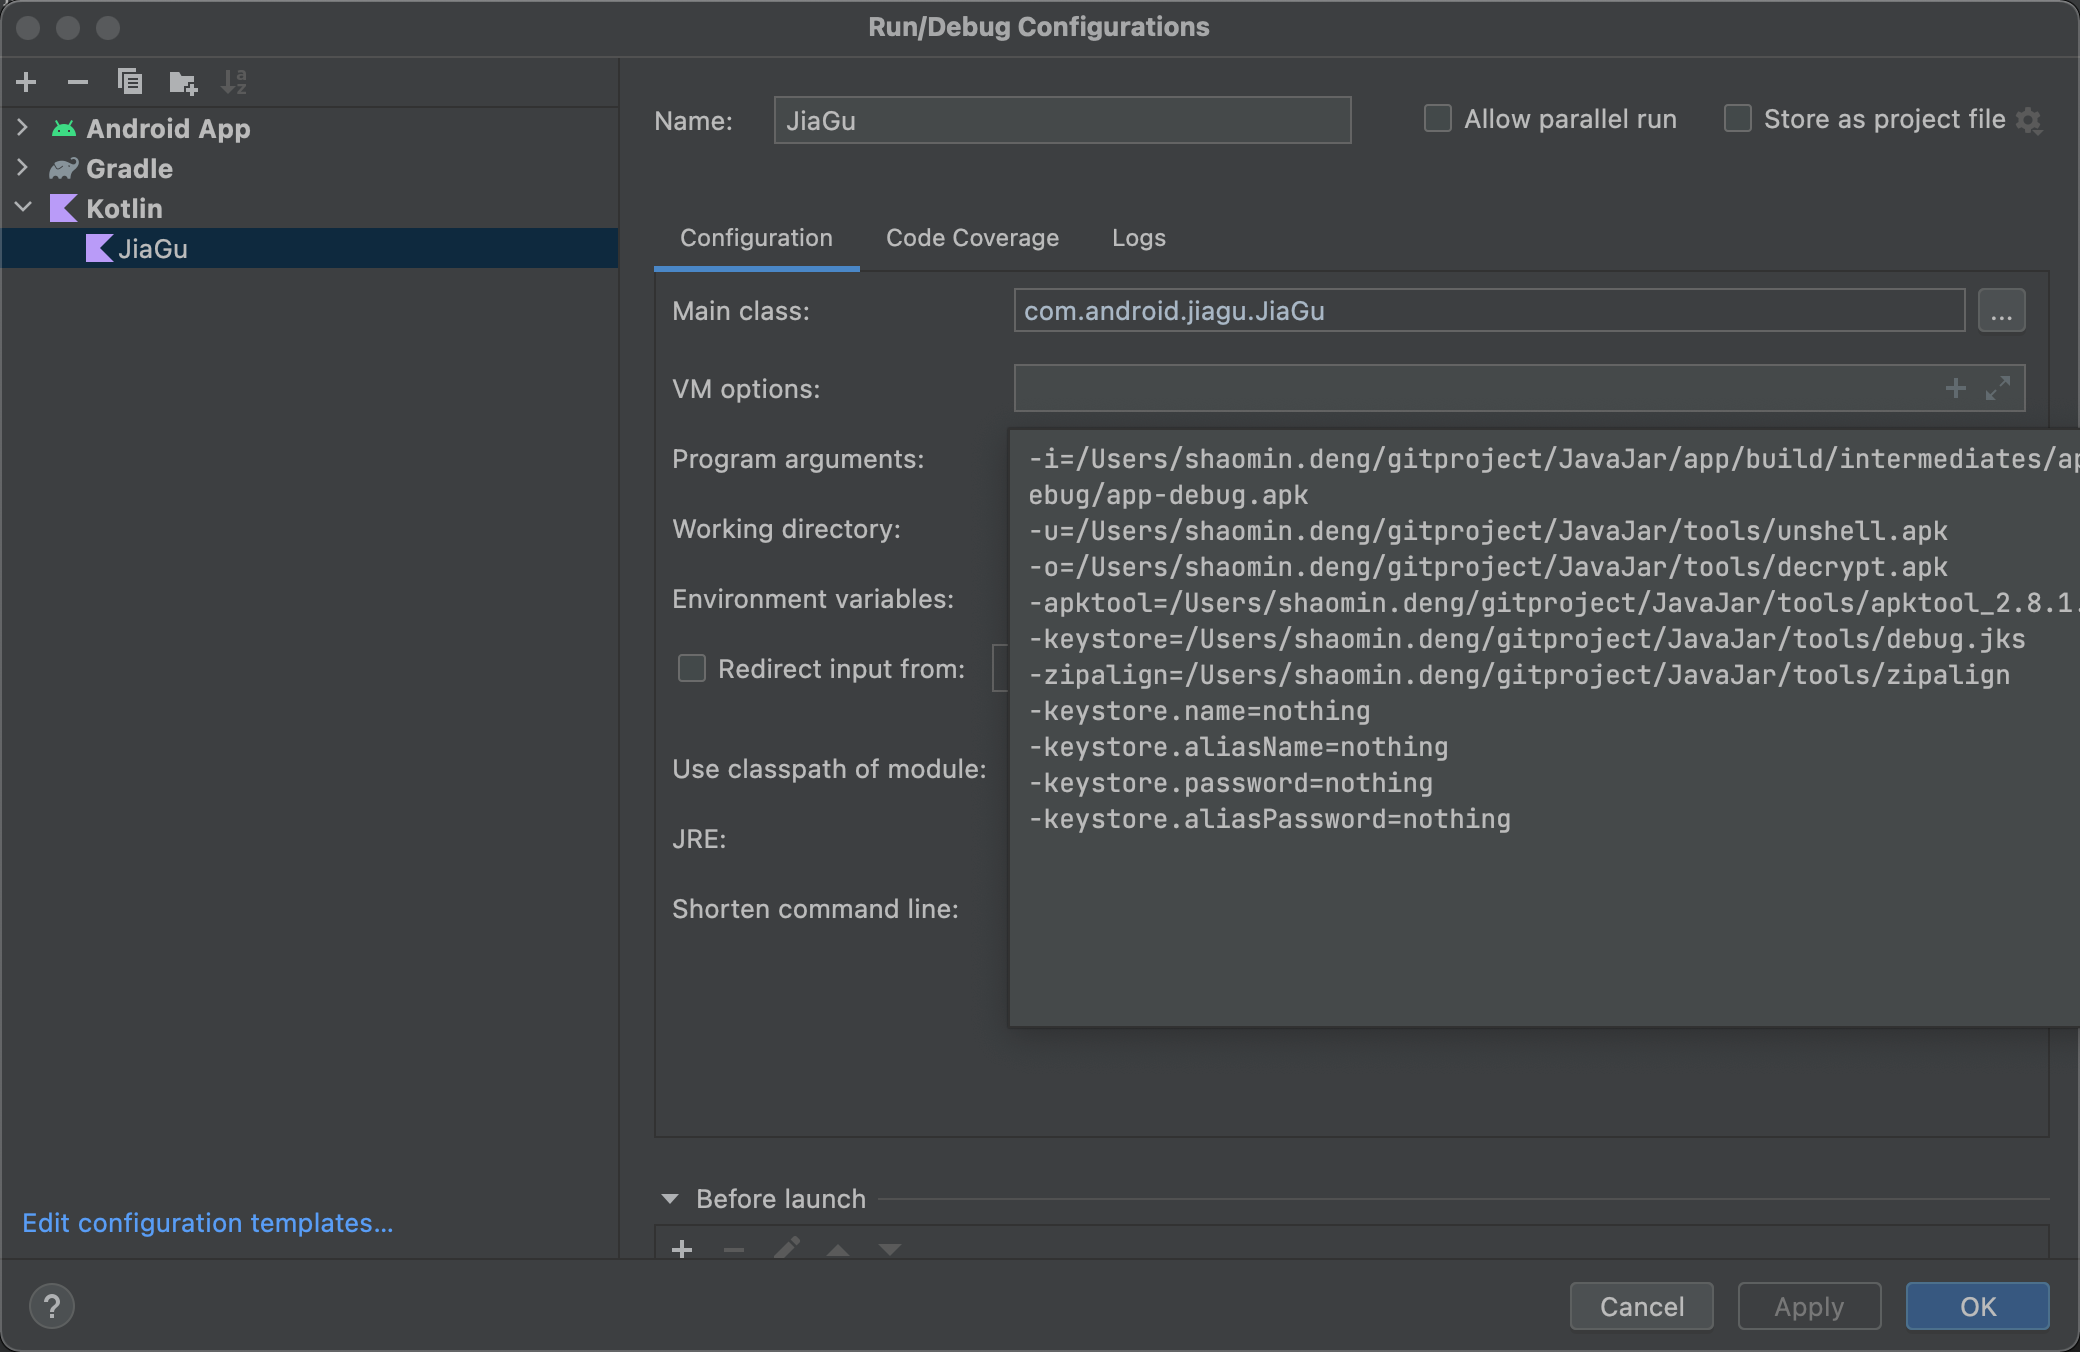 Run/Debug Configurations
Android App
Gradle
Kotlin
JiaGu
Edit configuration templates...
Name: JiaGu
Allow parallel run
Store as project file
Configuration Code Coverage Logs
Main class: com.android.jiagu.JiaGu ...
VM options:
Program arguments:
Working directory:
Environment variables:
Redirect input from:
Use classpath of module:
JRE:
Shorten command line:
-i=/Users/shaomin.deng/gitproject/JavaJar/app/build/intermediates/ap
ebug/app-debug.apk
-u=/Users/shaomin.deng/gitproject/JavaJar/tools/unshell.apk
-o=/Users/shaomin.deng/gitproject/JavaJar/tools/decrypt.apk
-apktool=/Users/shaomin.deng/gitproject/JavaJar/tools/apktool_2.8.1.
-keystore=/Users/shaomin.deng/gitproject/JavaJar/tools/debug.jks
-zipalign=/Users/shaomin.deng/gitproject/JavaJar/tools/zipalign
-keystore.name=nothing
-keystore.aliasName=nothing
-keystore.password=nothing
-keystore.aliasPassword=nothing
Before launch
? Cancel Apply OK